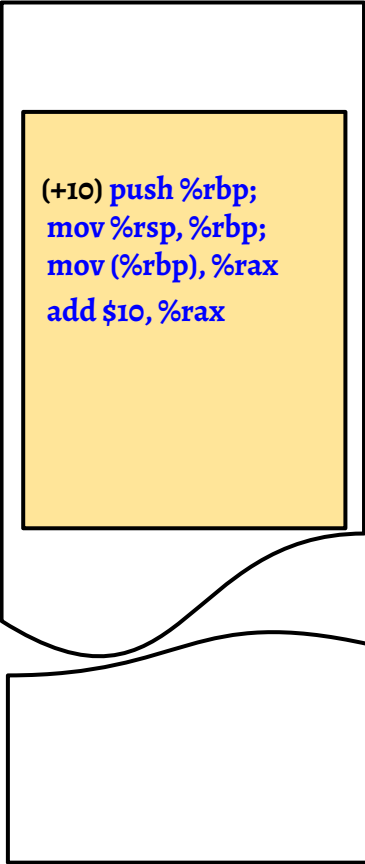 (+10) push %rbp;
mov %rsp, %rbp;
mov (%rbp), %rax
add $10, %rax